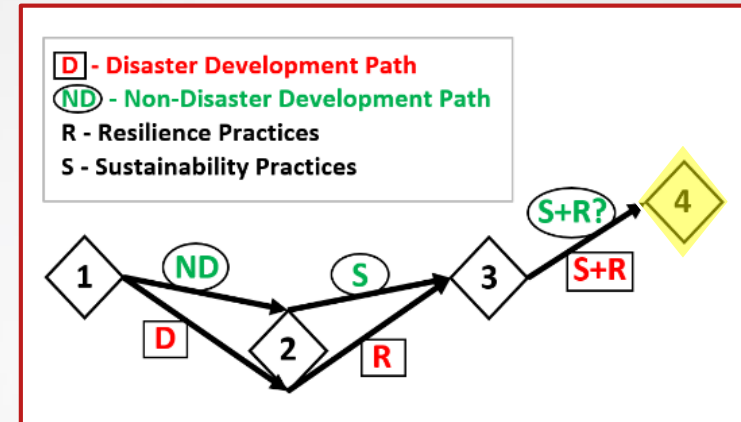 D - Disaster Development Path
ND - Non-Disaster Development Path
R - Resilience Practices
S - Sustainability Practices
S+R?
4
ND
S
1
3
S+R
D
2
R